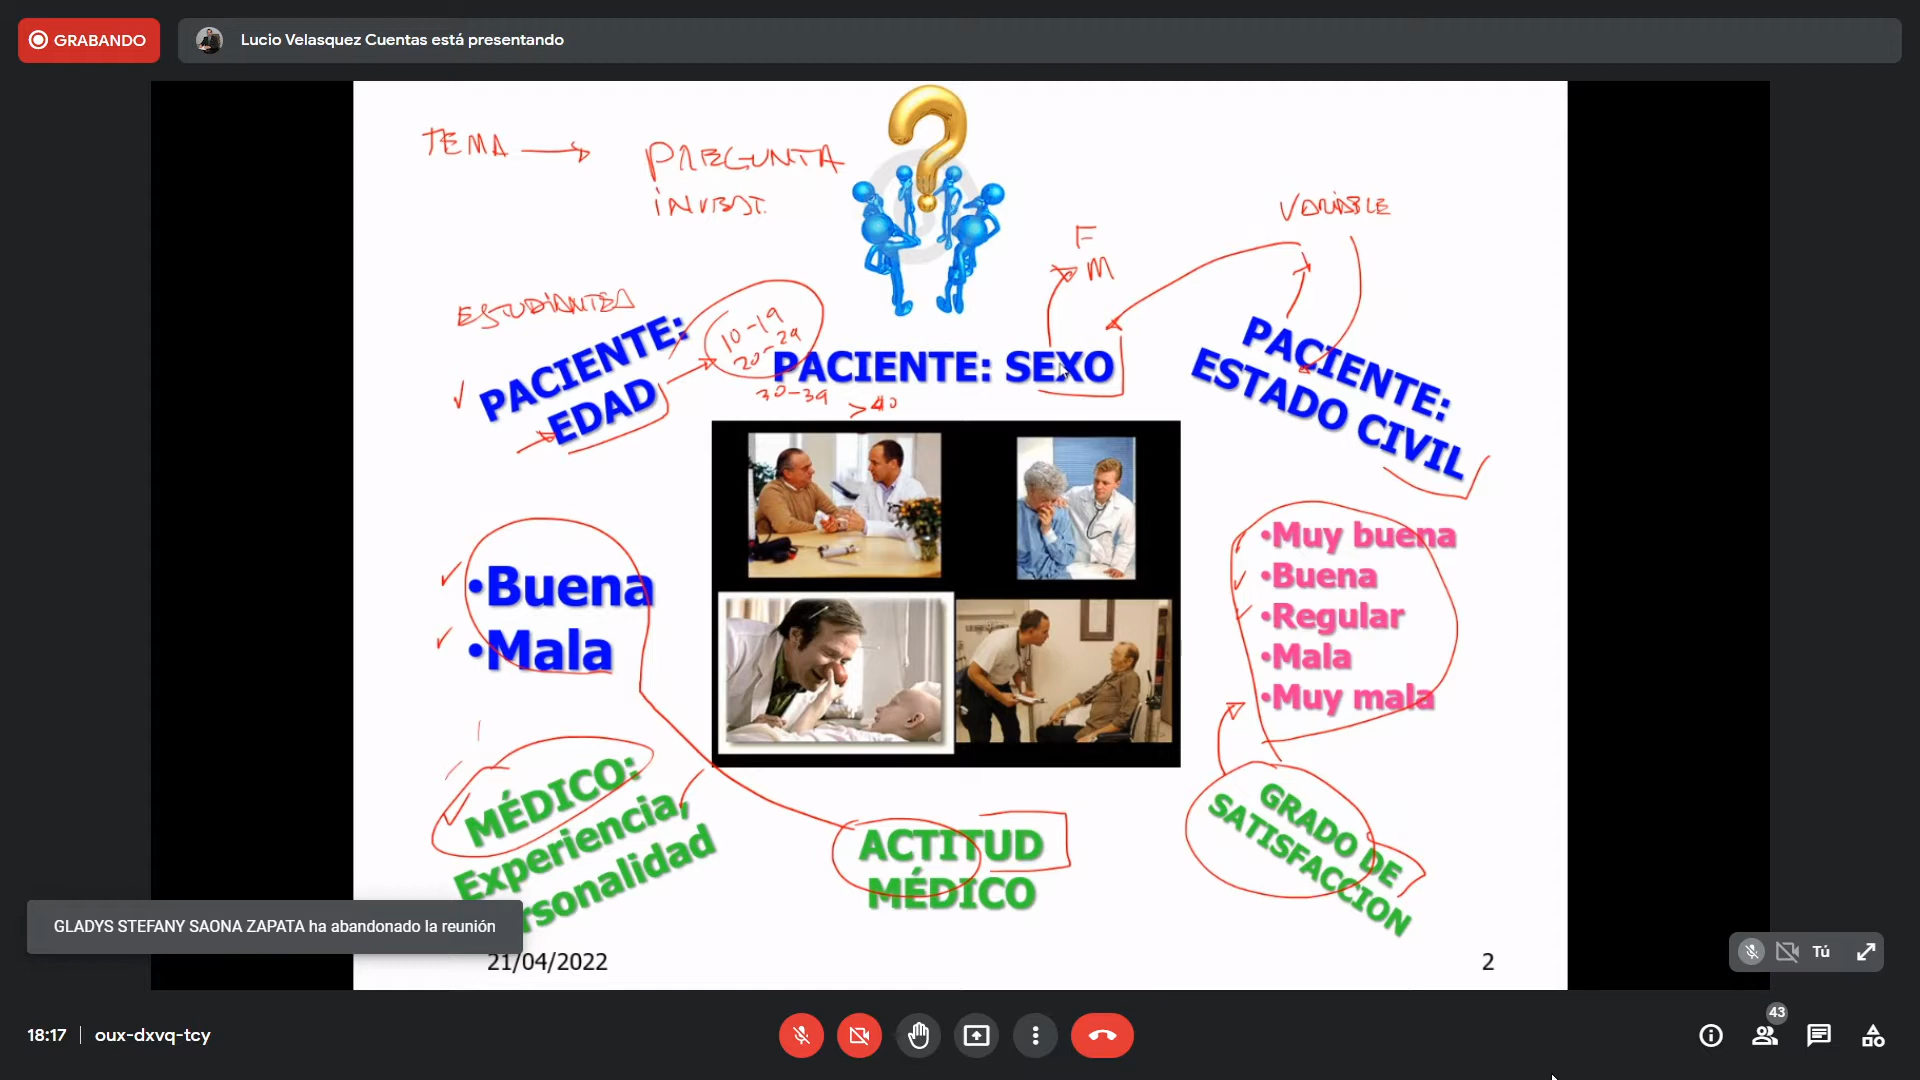 GRABANDO
Lucio Velasquez Cuentas está presentando
TEMA
PREGUNTA
INVEST.
VARIABLE
F
M
ESTUDIANTES
10-19
20-29
30-39
>40
PACIENTE:
EDAD
PACIENTE: SEXO
PACIENTE:
ESTADO CIVIL
•Buena
•Mala
•Muy buena
•Buena
•Regular
•Mala
•Muy mala
MÉDICO:
Experiencia,
rsonalidad
ACTITUD
MÉDICO
GRADO DE
SATISFACCION
GLADYS STEFANY SAONA ZAPATA ha abandonado la reunión
21/04/2022
2
Tú
18:17
oux-dxvq-tcy
43